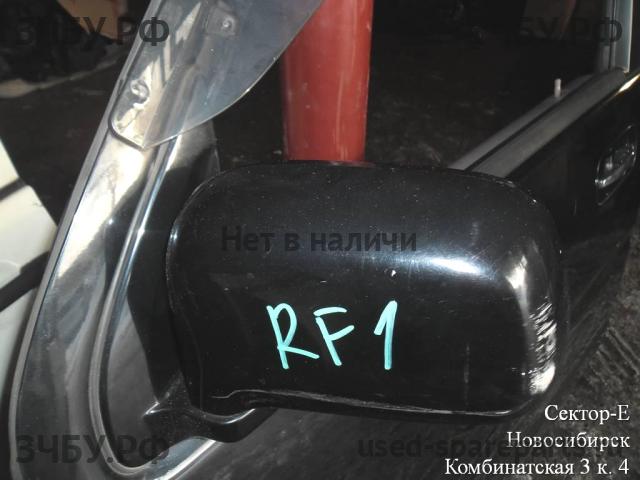 ЗЧБУ.РФ
ЗЧБУ.РФ
Нет в наличи
RF1
Сектор-Е
ЗЧБУ.РФ
Новосибирск
used-spareparts.ru
Комбинатская 3 к. 4